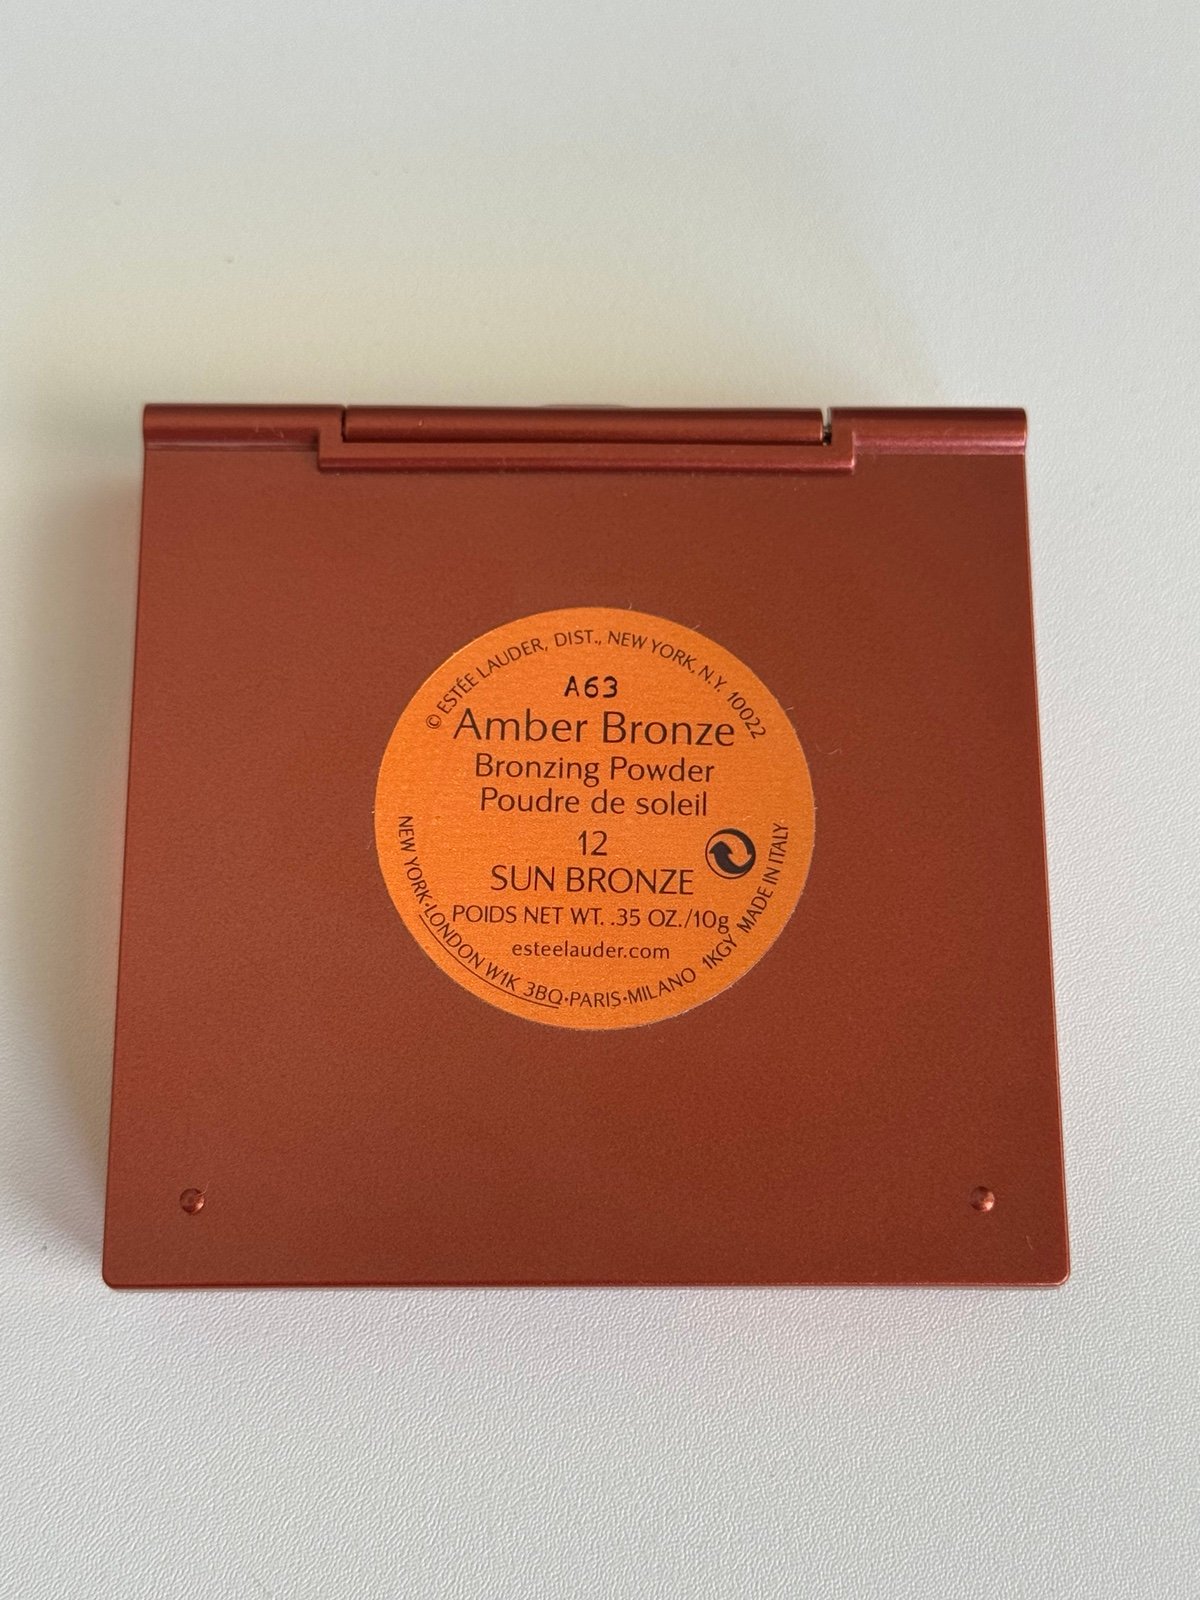 © ESTÉE LAUDER, DIST., NEW YORK, N.Y. 10022
A63
Amber Bronze
Bronzing Powder
Poudre de soleil
12
SUN BRONZE
POIDS NET WT. .35 OZ./10g
esteelauder.com
NEW YORK•LONDON W1K 3BQ•PARIS•MILANO 1KGY MADE IN ITALY